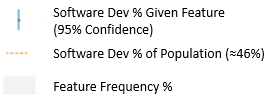 Software Dev % Given Feature
(95% Confidence)
Software Dev % of Population (≈46%)
Feature Frequency %